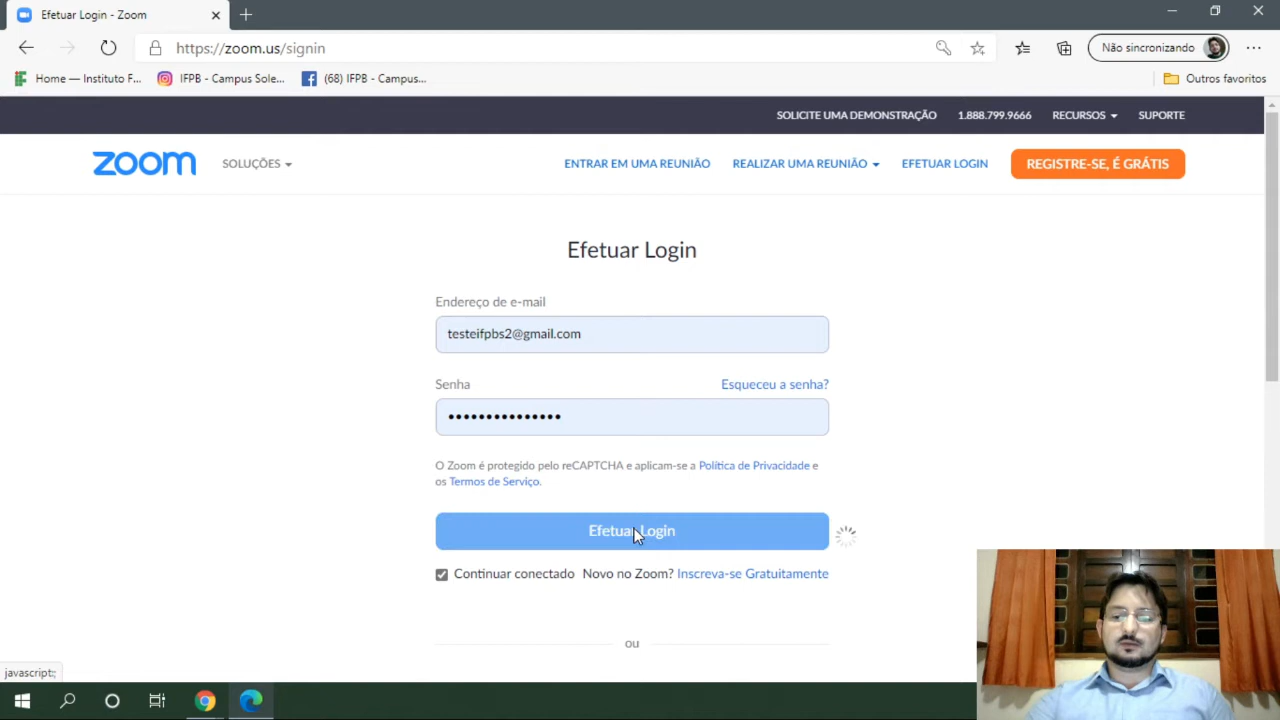 Efetuar Login - Zoom
https://zoom.us/signin
Não sincronizando
Home — Instituto F...
IFPB - Campus Sole...
(68) IFPB - Campus...
Outros favoritos
SOLICITE UMA DEMONSTRAÇÃO
1.888.799.9666
RECURSOS
SUPORTE
zoom
SOLUÇÕES
ENTRAR EM UMA REUNIÃO
REALIZAR UMA REUNIÃO
EFETUAR LOGIN
REGISTRE-SE, É GRÁTIS
Efetuar Login
Endereço de e-mail
testeifpbs2@gmail.com
Senha
Esqueceu a senha?
•••••••••••••••
O Zoom é protegido pelo reCAPTCHA e aplicam-se a Política de Privacidade e
os Termos de Serviço.
Efetuar Login
Continuar conectado
Novo no Zoom? Inscreva-se Gratuitamente
ou
javascript:;